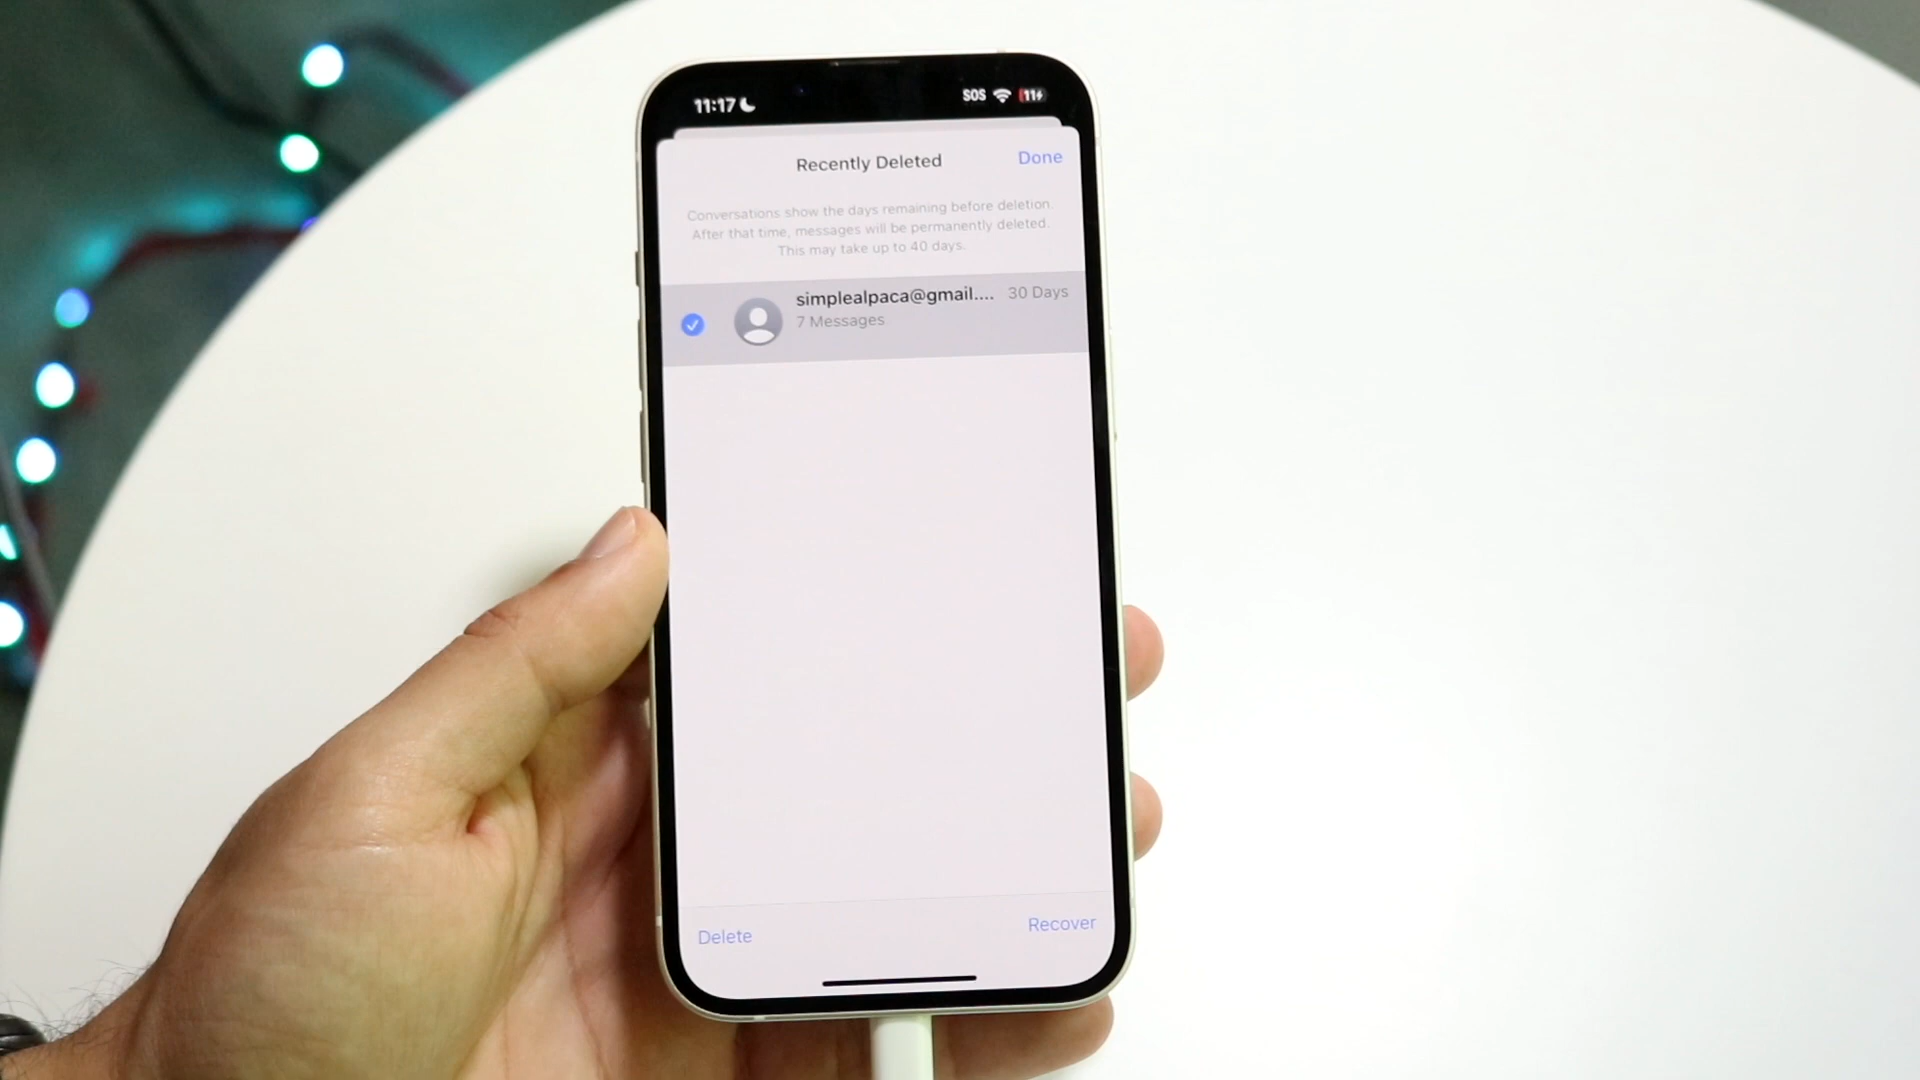 11:17
SOS 11
Recently Deleted
Done
Conversations show the days remaining before deletion.
After that time, messages will be permanently deleted.
This may take up to 40 days.
simplealpaca@gmail.... 30 Days
7 Messages
Delete
Recover